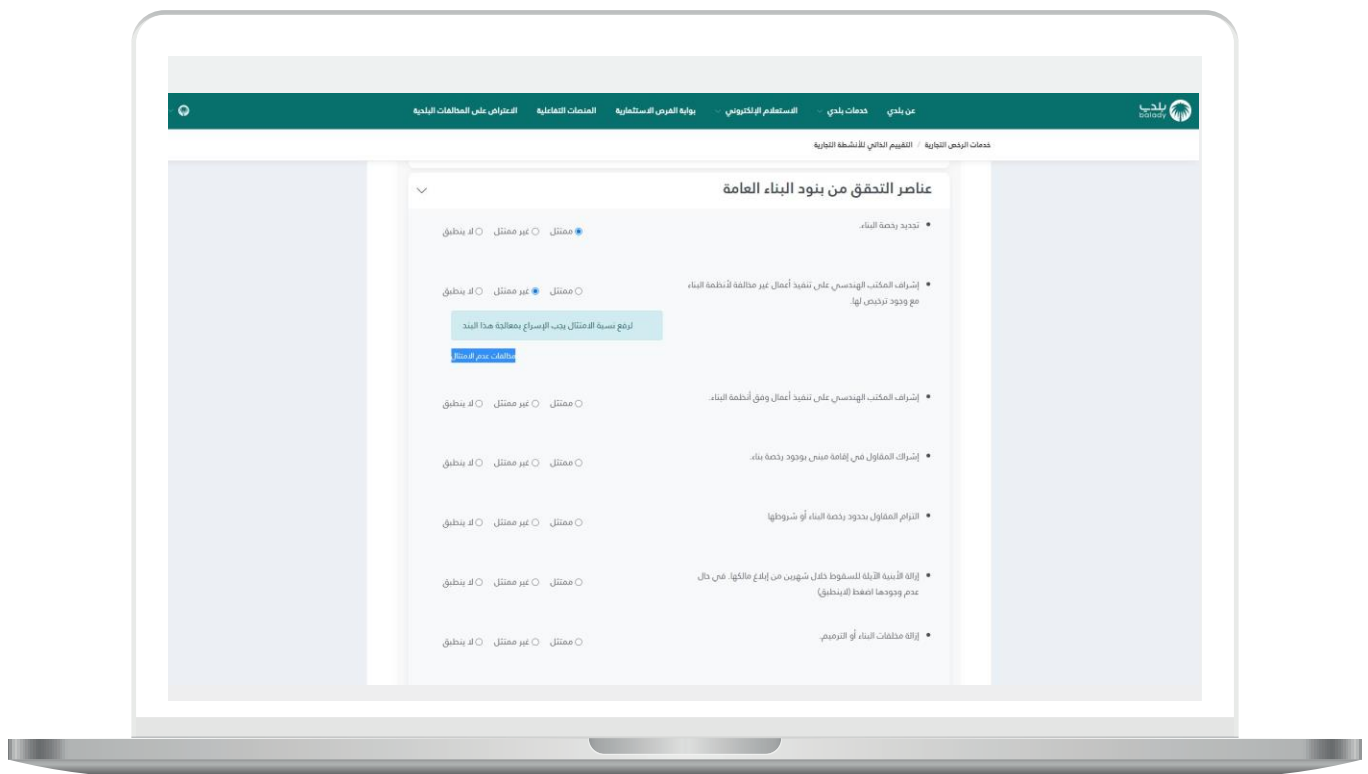 بلدي
balady
عن بلدي خدمات بلدي الاستعلام الإلكتروني بوابة الفرص الاستثمارية المنصات التفاعلية الاعتراض على المخالفات البلدية
خدمات الرخص التجارية / التقييم الذاتي للأنشطة التجارية
عناصر التحقق من بنود البناء العامة
تجديد رخصة البناء.
ممتثل غير ممتثل لا ينطبق
إشراف المكتب الهندسي على تنفيذ أعمال غير مخالفة لأنظمة البناء
مع وجود ترخيص لها.
ممتثل غير ممتثل لا ينطبق
لرفع نسبة الامتثال يجب الإسراع بمعالجة هذا البند
مخالفات عدم الامتثال
إشراف المكتب الهندسي على تنفيذ أعمال وفق أنظمة البناء.
ممتثل غير ممتثل لا ينطبق
إشراك المقاول في إقامة مبنى بوجود رخصة بناء.
ممتثل غير ممتثل لا ينطبق
التزام المقاول بحدود رخصة البناء أو شروطها
ممتثل غير ممتثل لا ينطبق
إزالة الأبنية الآيلة للسقوط خلال شهرين من إبلاغ مالكها. في حال
عدم وجودها اضغط (لاينطبق)
ممتثل غير ممتثل لا ينطبق
إزالة مخلفات البناء أو الترميم.
ممتثل غير ممتثل لا ينطبق